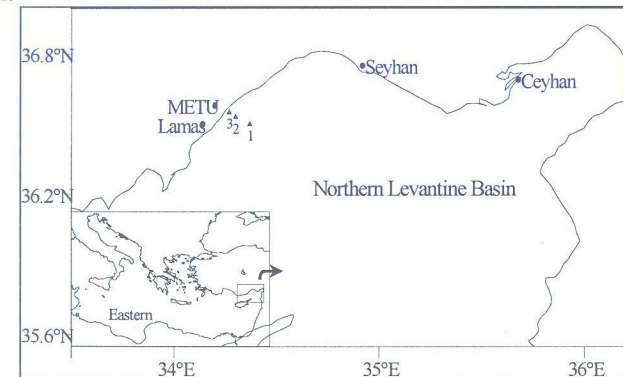 36.8°N
Seyhan
Ceyhan
METU
Lamas
3 2
1
36.2°N
Northern Levantine Basin
Eastern
35.6°N
34°E 35°E 36°E